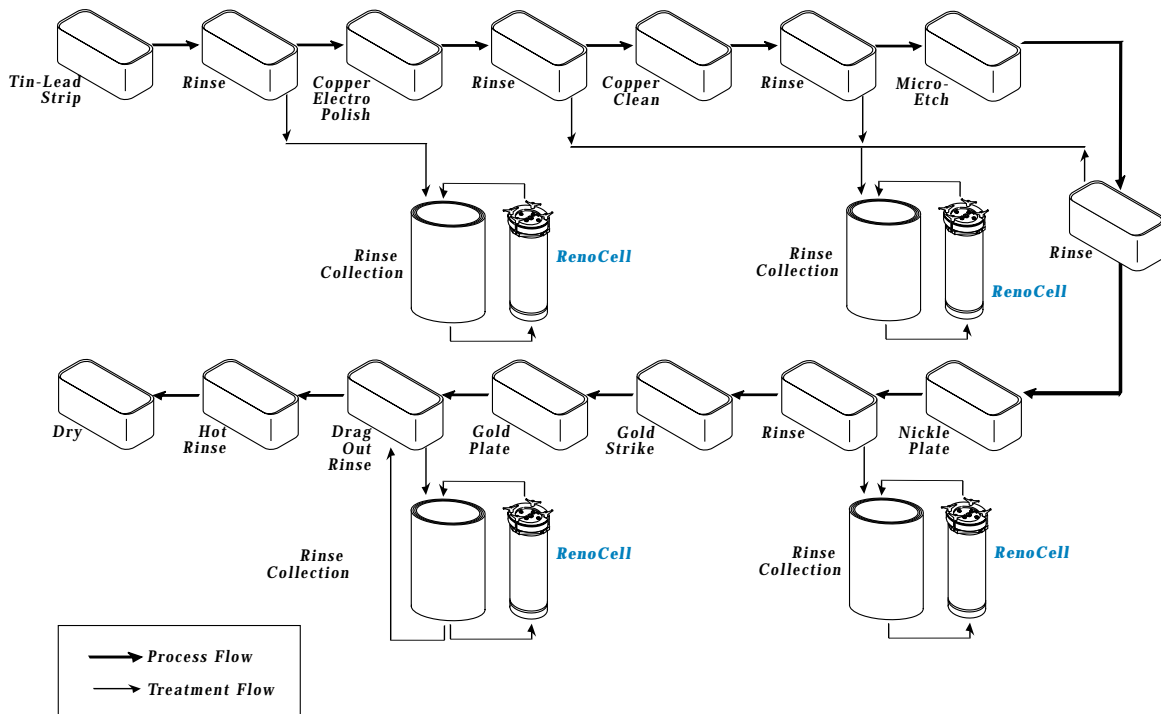 Tin-Lead
Strip
Rinse
Copper
Electro
Polish
Rinse
Copper
Clean
Rinse
Micro-
Etch
Rinse
Collection
RenoCell
Rinse
Collection
RenoCell
Rinse
Dry
Hot
Rinse
Drag
Out
Rinse
Gold
Plate
Gold
Strike
Rinse
Nickle
Plate
Rinse
Collection
RenoCell
Rinse
Collection
RenoCell
Process Flow
Treatment Flow